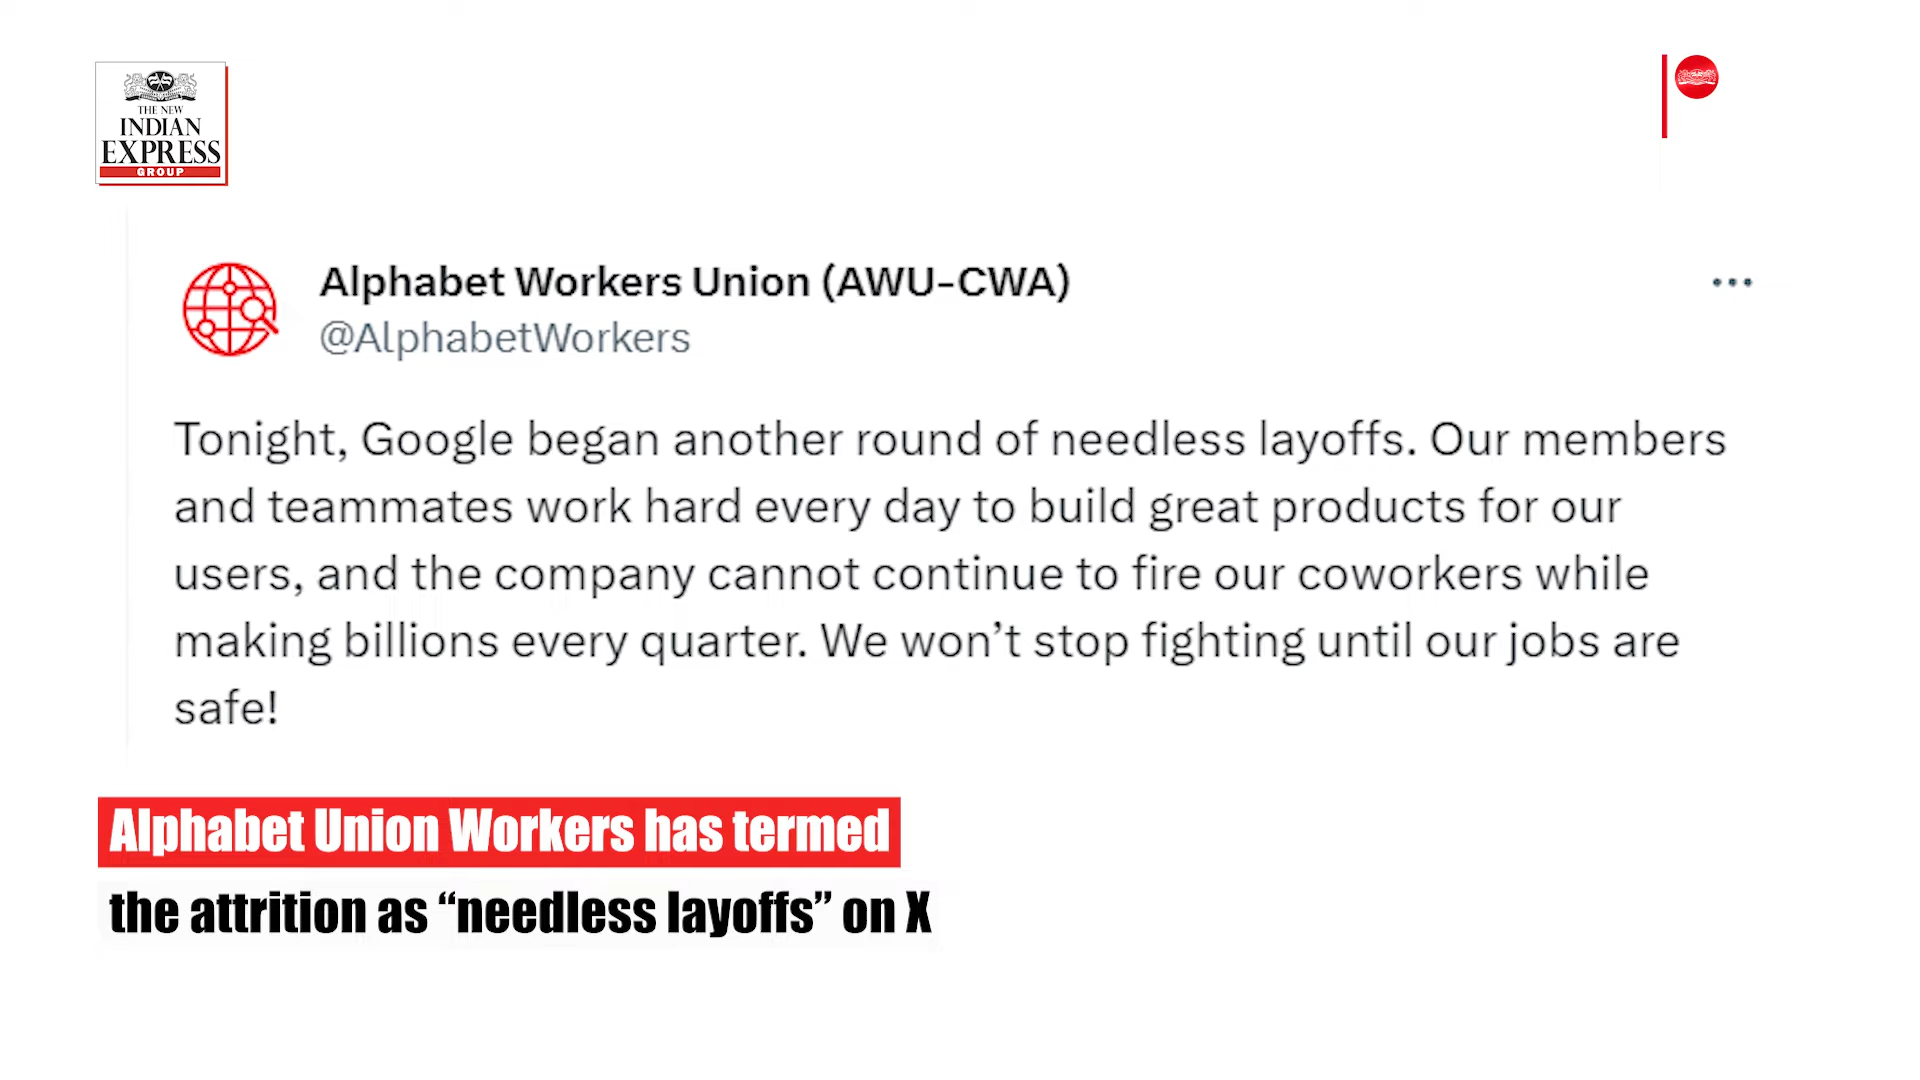 THE NEW
INDIAN
EXPRESS
GROUP
Alphabet Workers Union (AWU-CWA)
@AlphabetWorkers
Tonight, Google began another round of needless layoffs. Our members
and teammates work hard every day to build great products for our
users, and the company cannot continue to fire our coworkers while
making billions every quarter. We won’t stop fighting until our jobs are
safe!
Alphabet Union Workers has termed
the attrition as “needless layoffs” on X